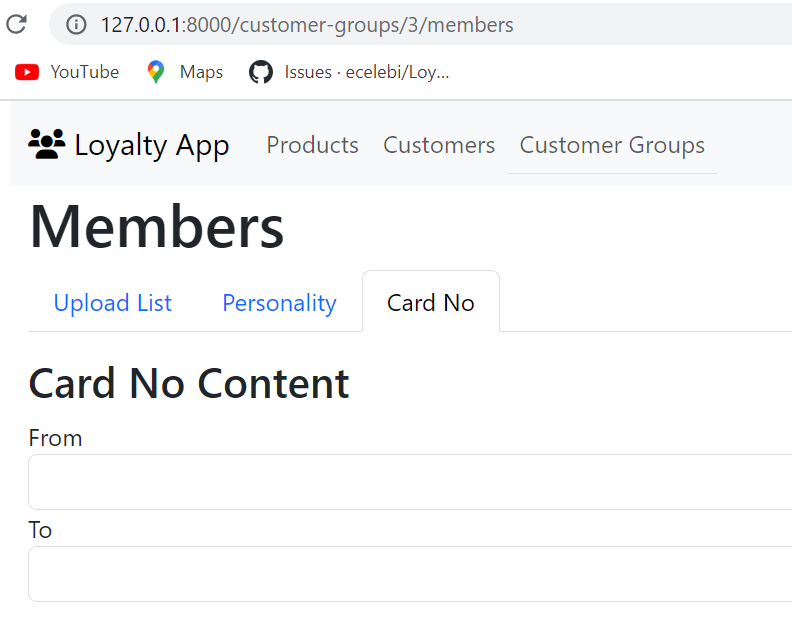 127.0.0.1:8000/customer-groups/3/members
YouTube Maps Issues · ecelebi/Loy...
Loyalty App Products Customers Customer Groups
Members
Upload List Personality Card No
Card No Content
From
To